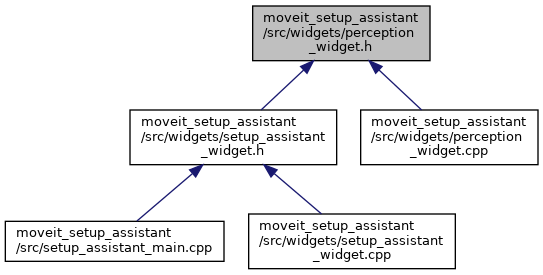 moveit_setup_assistant
/src/widgets/perception
_widget.h
moveit_setup_assistant
/src/widgets/setup_assistant
_widget.h
moveit_setup_assistant
/src/widgets/perception
_widget.cpp
moveit_setup_assistant
/src/setup_assistant_main.cpp
moveit_setup_assistant
/src/widgets/setup_assistant
_widget.cpp